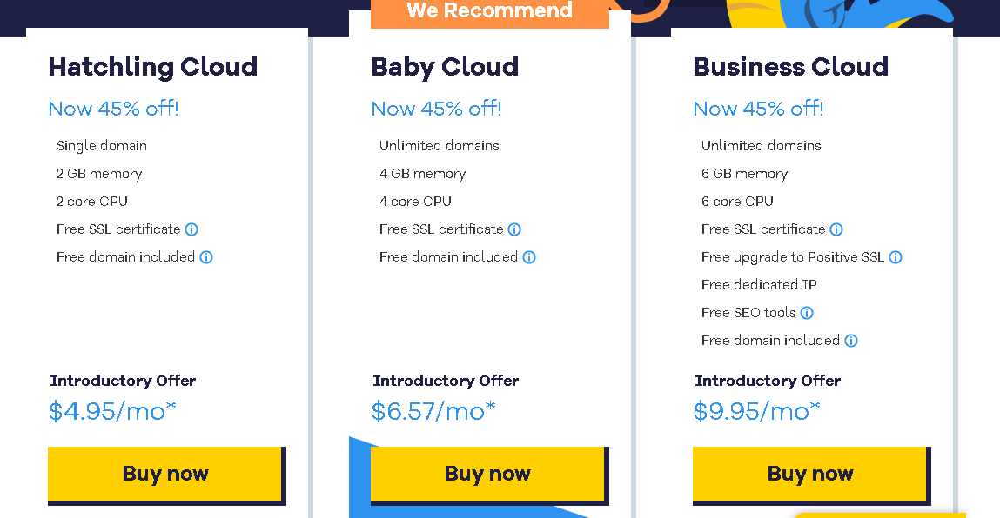 We Recommend
Hatchling Cloud
Now 45% off!
Single domain
2 GB memory
2 core CPU
Free SSL certificate
Free domain included
Introductory Offer
$4.95/mo*
Buy now
Baby Cloud
Now 45% off!
Unlimited domains
4 GB memory
4 core CPU
Free SSL certificate
Free domain included
Introductory Offer
$6.57/mo*
Buy now
Business Cloud
Now 45% off!
Unlimited domains
6 GB memory
6 core CPU
Free SSL certificate
Free upgrade to Positive SSL
Free dedicated IP
Free SEO tools
Free domain included
Introductory Offer
$9.95/mo*
Buy now